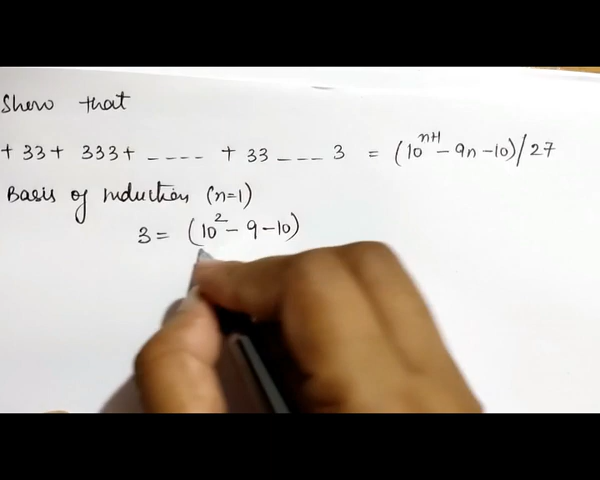 Show that
+ 33 + 333 + ---- + 33 --- 3 = (10^{n+1} - 9n - 10)/27
Basis of induction (n=1)
3 = (10^2 - 9 - 10)